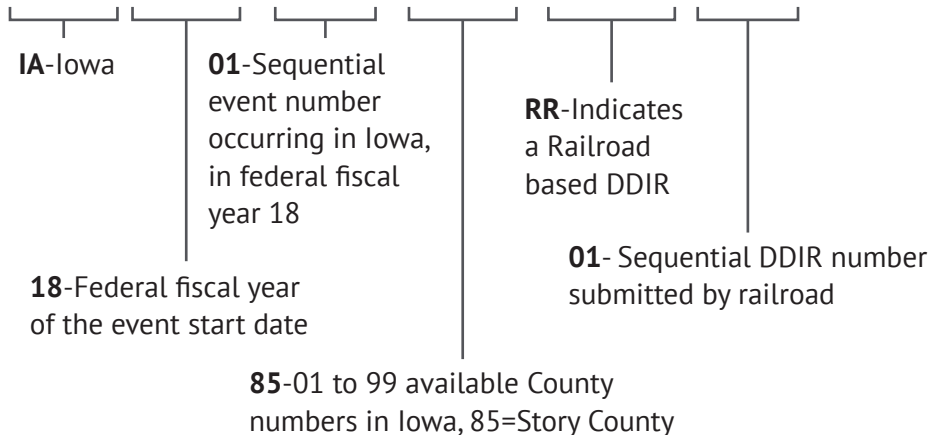 IA-Iowa
01-Sequential
event number
occurring in Iowa,
in federal fiscal
year 18
RR-Indicates
a Railroad
based DDIR
01- Sequential DDIR number
submitted by railroad
18-Federal fiscal year
of the event start date
85-01 to 99 available County
numbers in Iowa, 85=Story County